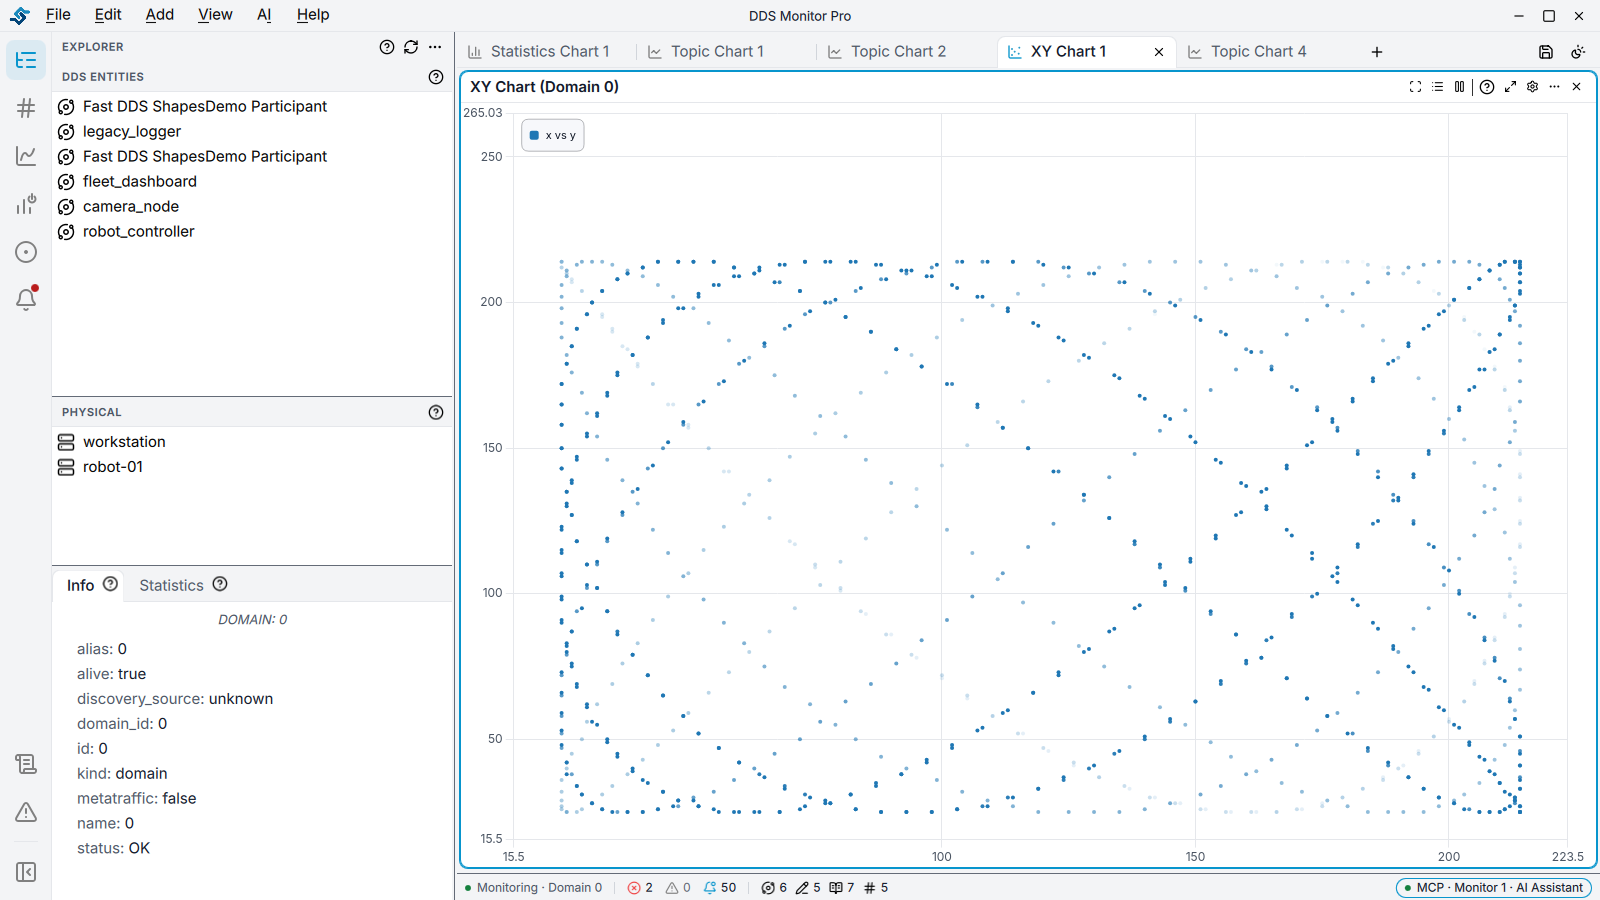 File Edit Add View AI Help
DDS Monitor Pro
EXPLORER
DDS ENTITIES
Fast DDS ShapesDemo Participant
legacy_logger
Fast DDS ShapesDemo Participant
fleet_dashboard
camera_node
robot_controller
PHYSICAL
workstation
robot-01
Info Statistics
DOMAIN: 0
alias: 0
alive: true
discovery_source: unknown
domain_id: 0
id: 0
kind: domain
metatraffic: false
name: 0
status: OK
Statistics Chart 1 Topic Chart 1 Topic Chart 2 XY Chart 1 Topic Chart 4
XY Chart (Domain 0)
265.03
x vs y
250
200
150
100
50
15.5
15.5 100 150 200 223.5
Monitoring · Domain 0 2 0 50 6 5 7 5
MCP · Monitor 1 · AI Assistant